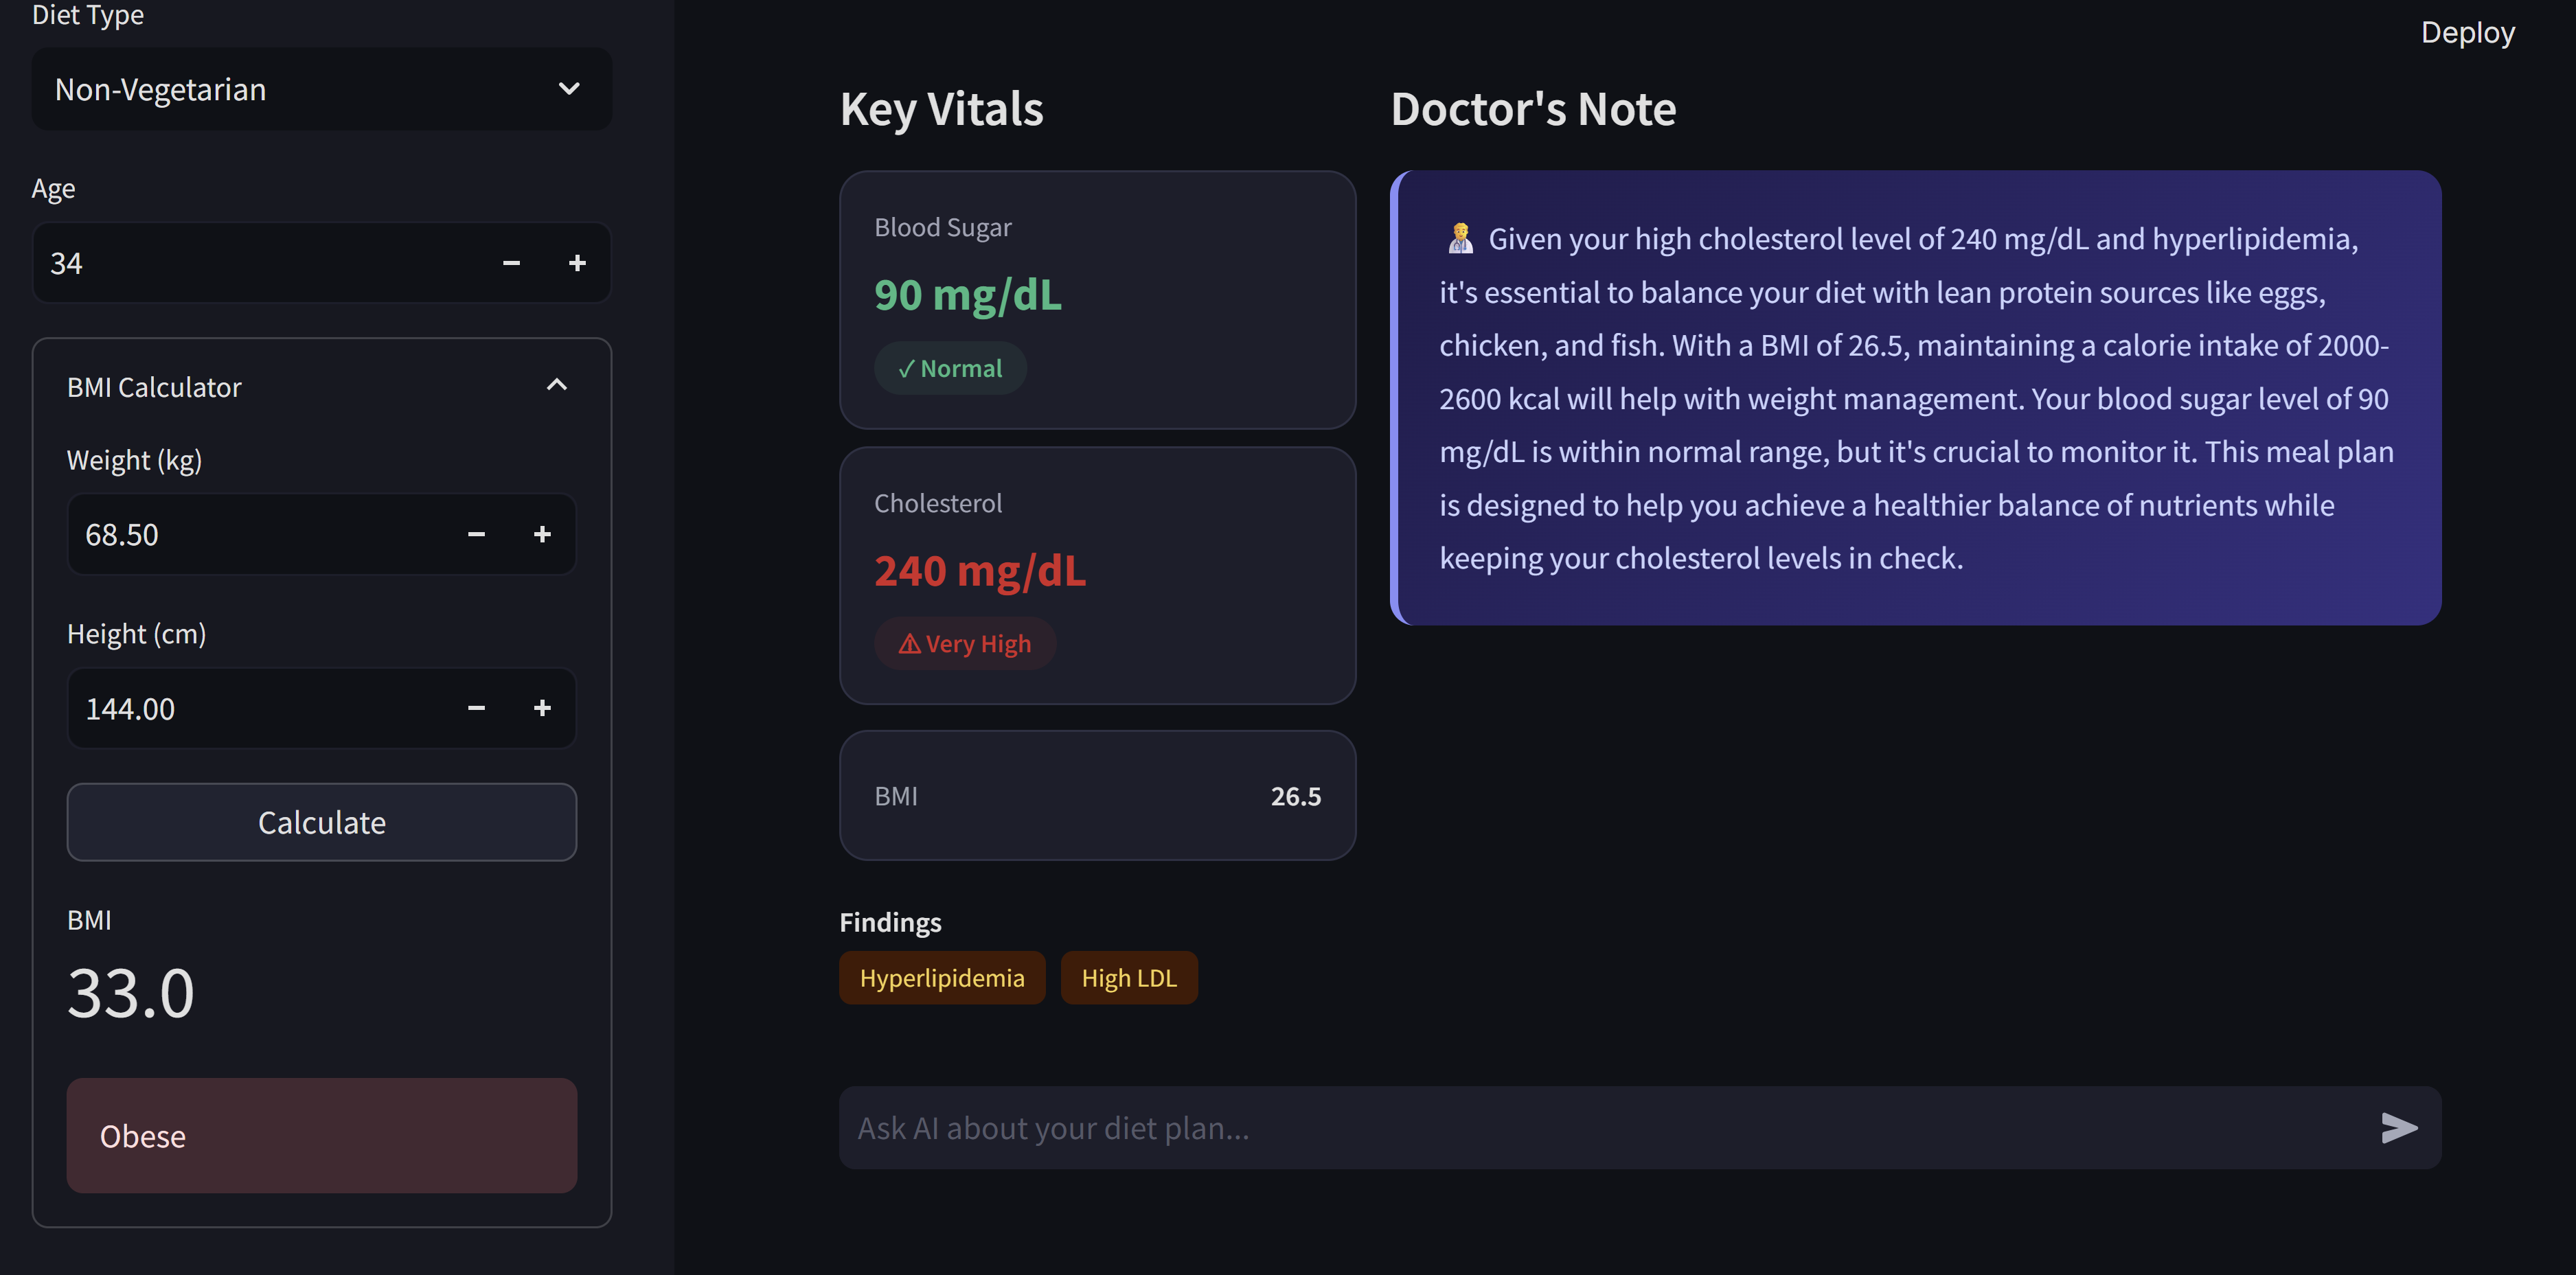 Diet Type
Non-Vegetarian
Age
34
BMI Calculator
Weight (kg)
68.50
Height (cm)
144.00
Calculate
BMI
33.0
Obese
Deploy
Key Vitals
Blood Sugar
90 mg/dL
✓ Normal
Cholesterol
240 mg/dL
⚠ Very High
BMI 26.5
Findings
Hyperlipidemia High LDL
Doctor's Note
Given your high cholesterol level of 240 mg/dL and hyperlipidemia,
it's essential to balance your diet with lean protein sources like eggs,
chicken, and fish. With a BMI of 26.5, maintaining a calorie intake of 2000-
2600 kcal will help with weight management. Your blood sugar level of 90
mg/dL is within normal range, but it's crucial to monitor it. This meal plan
is designed to help you achieve a healthier balance of nutrients while
keeping your cholesterol levels in check.
Ask AI about your diet plan...